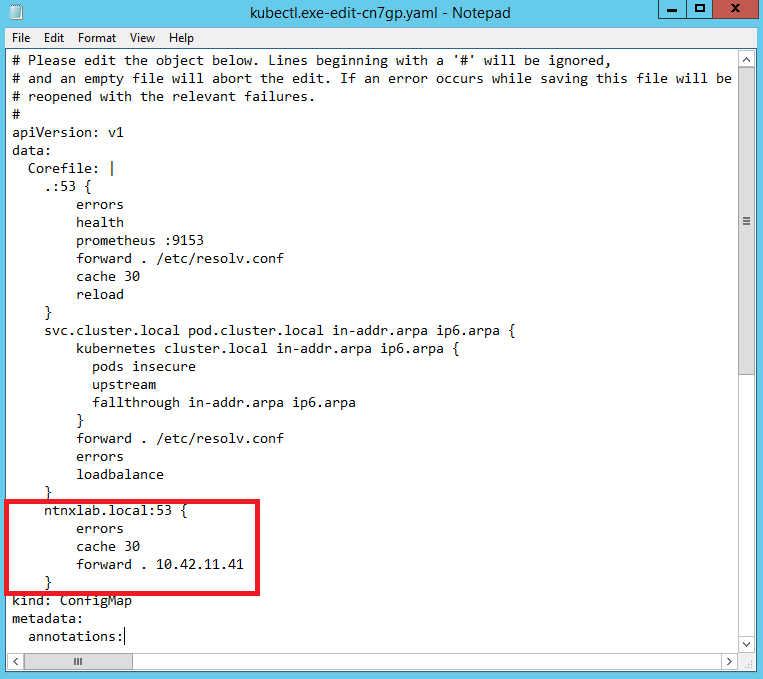 kubectl.exe-edit-cn7gp.yaml - Notepad
File Edit Format View Help
# Please edit the object below. Lines beginning with a '#' will be ignored,
# and an empty file will abort the edit. If an error occurs while saving this file will be
# reopened with the relevant failures.
#
apiVersion: v1
data:
  Corefile: |
    .:53 {
        errors
        health
        prometheus :9153
        forward . /etc/resolv.conf
        cache 30
        reload
    }
    svc.cluster.local pod.cluster.local in-addr.arpa ip6.arpa {
        kubernetes cluster.local in-addr.arpa ip6.arpa {
          pods insecure
          upstream
          fallthrough in-addr.arpa ip6.arpa
        }
        forward . /etc/resolv.conf
        errors
        loadbalance
    }
    ntnxlab.local:53 {
        errors
        cache 30
        forward . 10.42.11.41
    }
kind: ConfigMap
metadata:
  annotations: